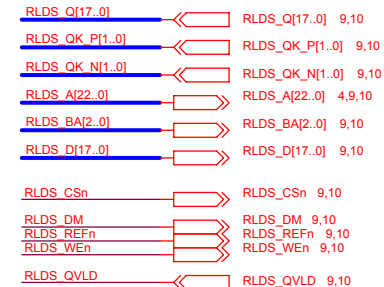 RLDS_Q[17..0] RLDS_Q[17..0] 9,10
RLDS_QK_P[1..0] RLDS_QK_P[1..0] 9,10
RLDS_QK_N[1..0] RLDS_QK_N[1..0] 9,10
RLDS_A[22..0] RLDS_A[22..0] 4,9,10
RLDS_BA[2..0] RLDS_BA[2..0] 9,10
RLDS_D[17..0] RLDS_D[17..0] 9,10
RLDS_CSn RLDS_CSn 9,10
RLDS_DM RLDS_DM 9,10
RLDS_REFn RLDS_REFn 9,10
RLDS_WEn RLDS_WEn 9,10
RLDS_QVLD RLDS_QVLD 9,10